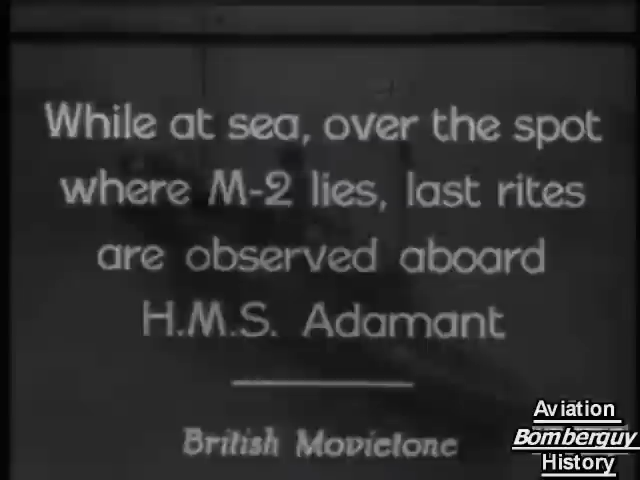 While at sea, over the spot
where M-2 lies, last rites
are observed aboard
H.M.S. Adamant
British Movietone
Aviation
Bomberguy
History